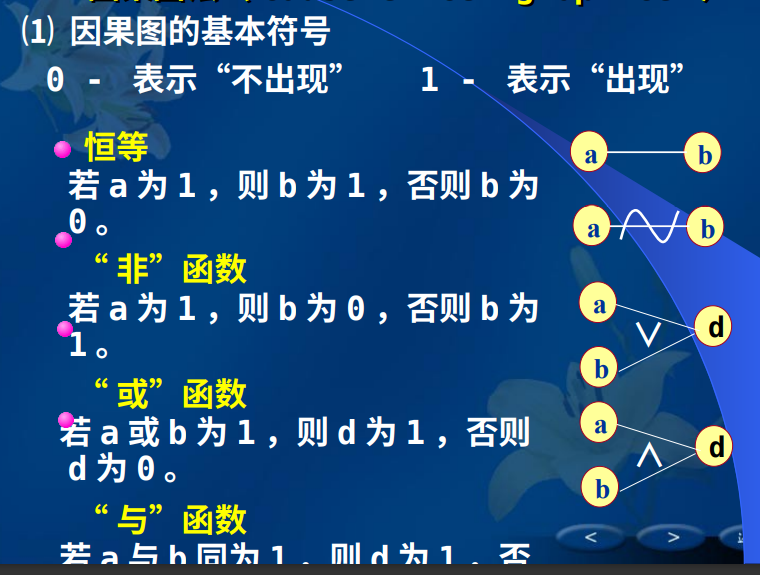 ⑴ 因果图的基本符号
0 - 表示“不出现” 1 - 表示“出现”
恒等
若 a 为 1 ，则 b 为 1 ，否则 b 为
0 。
“非”函数
若 a 为 1 ，则 b 为 0 ，否则 b 为
1 。
“或”函数
若 a 或 b 为 1 ，则 d 为 1 ，否则
d 为 0 。
“与”函数
若 a 与 b 同为 1 ，则 d 为 1 ，否
a b
a b
a
∨ d
b
a
∧ d
b
< >